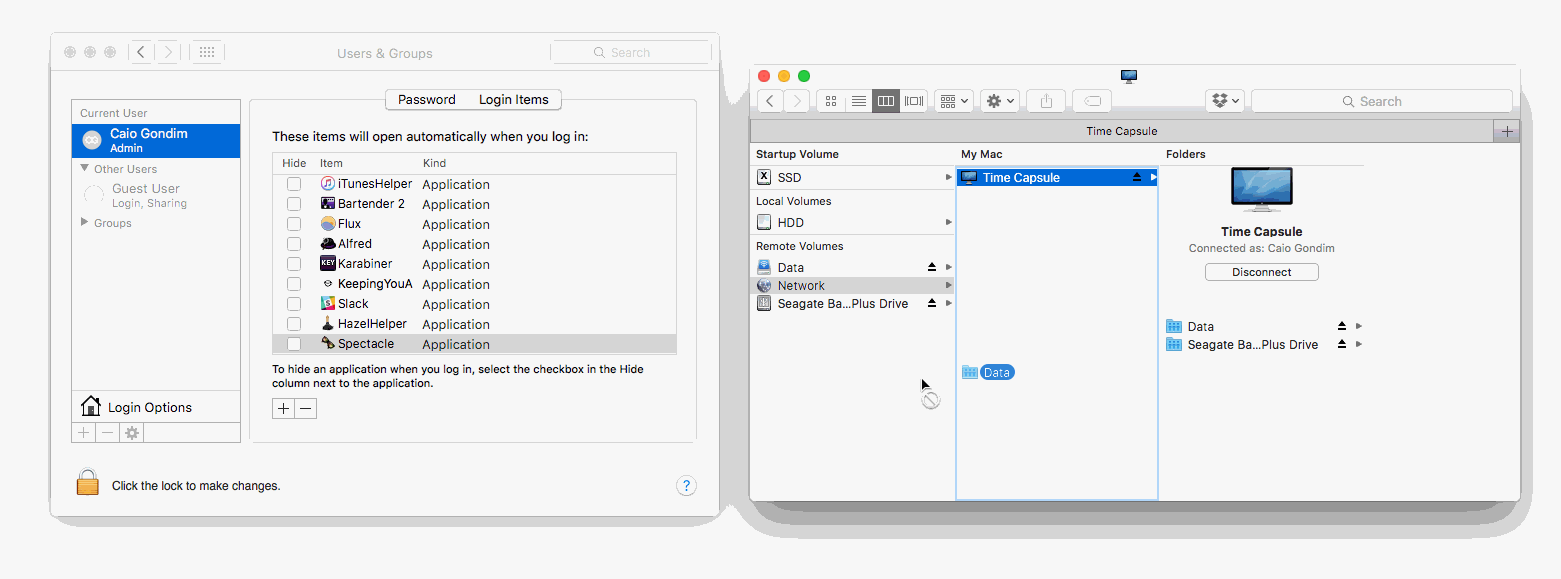 Users & Groups
Search
Password Login Items
Current User
Caio Gondim
Admin
Other Users
Guest User
Login, Sharing
Groups
Login Options
These items will open automatically when you log in:
Hide Item Kind
iTunesHelper Application
Bartender 2 Application
Flux Application
Alfred Application
KEY Karabiner Application
KeepingYouA Application
Slack Application
HazelHelper Application
Spectacle Application
To hide an application when you log in, select the checkbox in the Hide
column next to the application.
+ −
+ −
Click the lock to make changes.
?
Search
Time Capsule
+
Startup Volume
SSD
Local Volumes
HDD
Remote Volumes
Data
Network
Seagate Ba...Plus Drive
My Mac
Time Capsule
Data
Folders
Time Capsule
Connected as: Caio Gondim
Disconnect
Data
Seagate Ba...Plus Drive